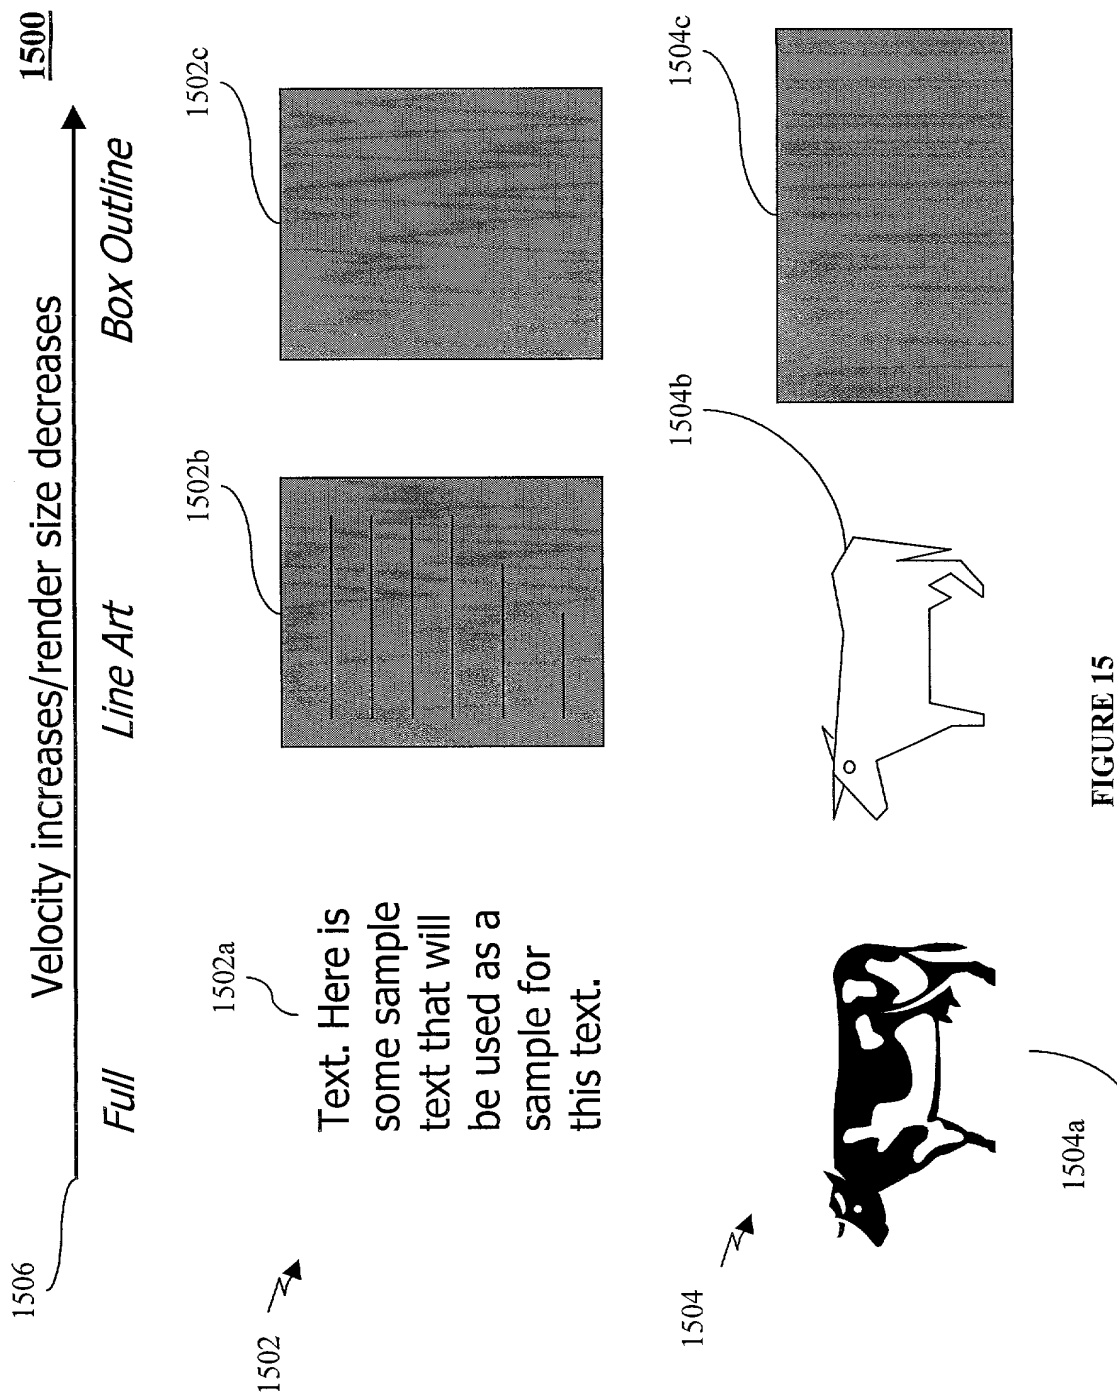 1500
Velocity increases/render size decreases
1506
Full
Line Art
Box Outline
1502
1502a
1502b
1502c
Text. Here is
some sample
text that will
be used as a
sample for
this text.
1504
1504a
1504b
1504c
FIGURE 15